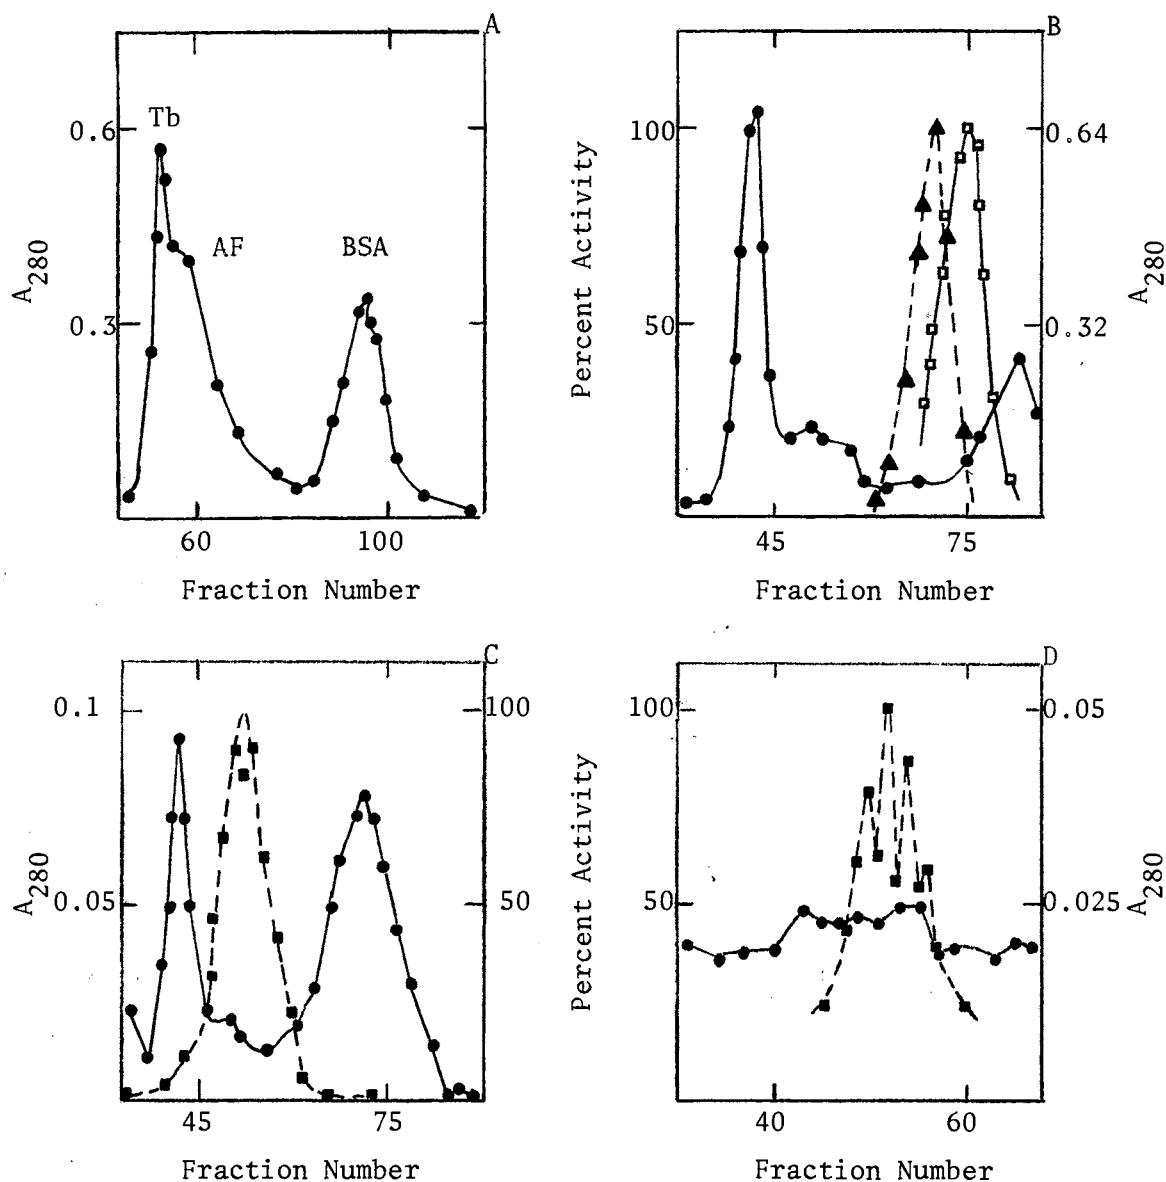 A
Tb
0.6
AF
BSA
0.3
A280
60 100
Fraction Number
B
100
0.64
50
0.32
Percent Activity
A280
45 75
Fraction Number
C
0.1
100
0.05
50
A280
45 75
Fraction Number
D
100
0.05
50
0.025
Percent Activity
A280
40 60
Fraction Number